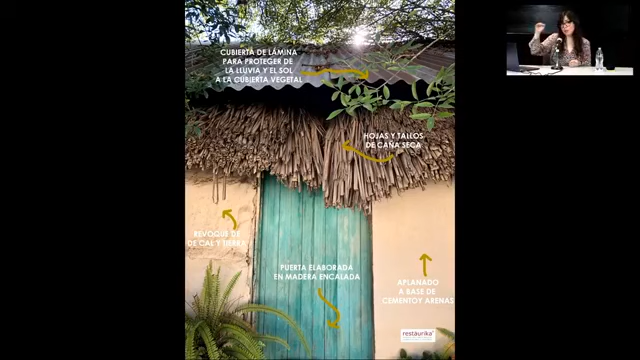 CUBIERTA DE LÁMINA
PARA PROTEGER DE
LA LLUVIA Y EL SOL
A LA CUBIERTA VEGETAL
HOJAS Y TALLOS
DE CAÑA SECA
REVOQUE DE
DE CAL Y TIERRA
PUERTA ELABORADA
EN MADERA ENCALADA
APLANADO
A BASE DE
CEMENTO Y ARENAS
restaurika